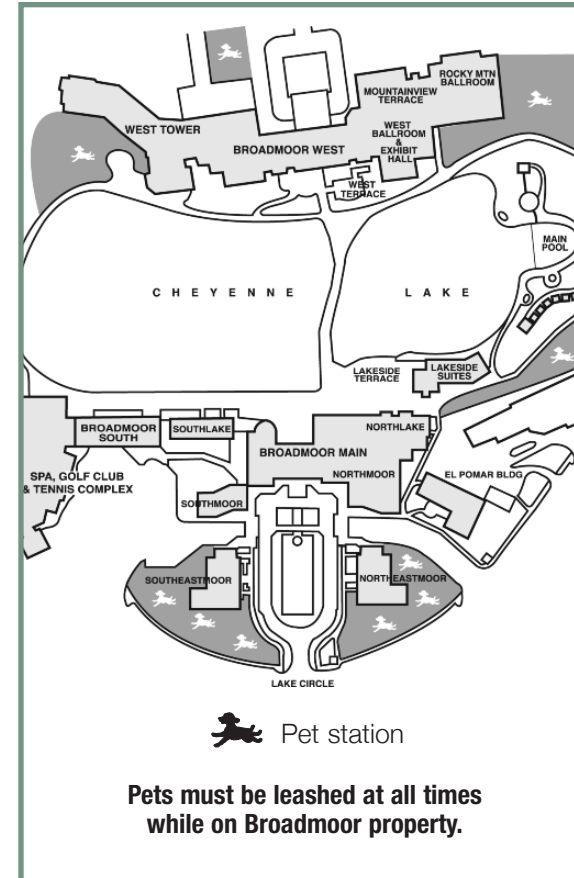 ROCKY MTN
BALLROOM
MOUNTAINVIEW
TERRACE
WEST TOWER
WEST
BALLROOM
&
EXHIBIT
HALL
BROADMOOR WEST
WEST
TERRACE
MAIN
POOL
CHEYENNE LAKE
LAKESIDE
TERRACE
LAKESIDE
SUITES
BROADMOOR
SOUTH
SOUTHLAKE
NORTHLAKE
BROADMOOR MAIN
SPA, GOLF CLUB
& TENNIS COMPLEX
NORTHMOOR
EL POMAR BLDG
SOUTHMOOR
SOUTHEASTMOOR
NORTHEASTMOOR
LAKE CIRCLE
Pet station
Pets must be leashed at all times
while on Broadmoor property.